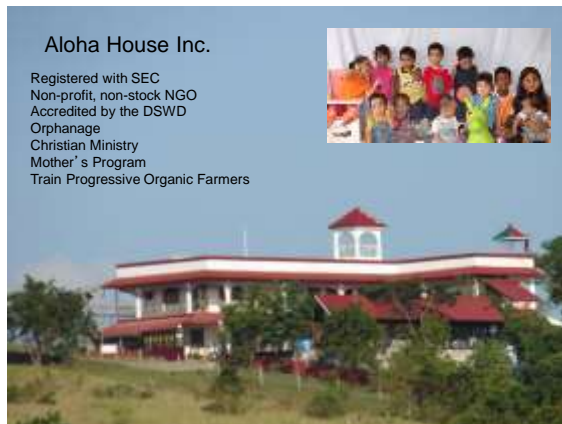 Aloha House Inc.
Registered with SEC
Non-profit, non-stock NGO
Accredited by the DSWD
Orphanage
Christian Ministry
Mother’s Program
Train Progressive Organic Farmers